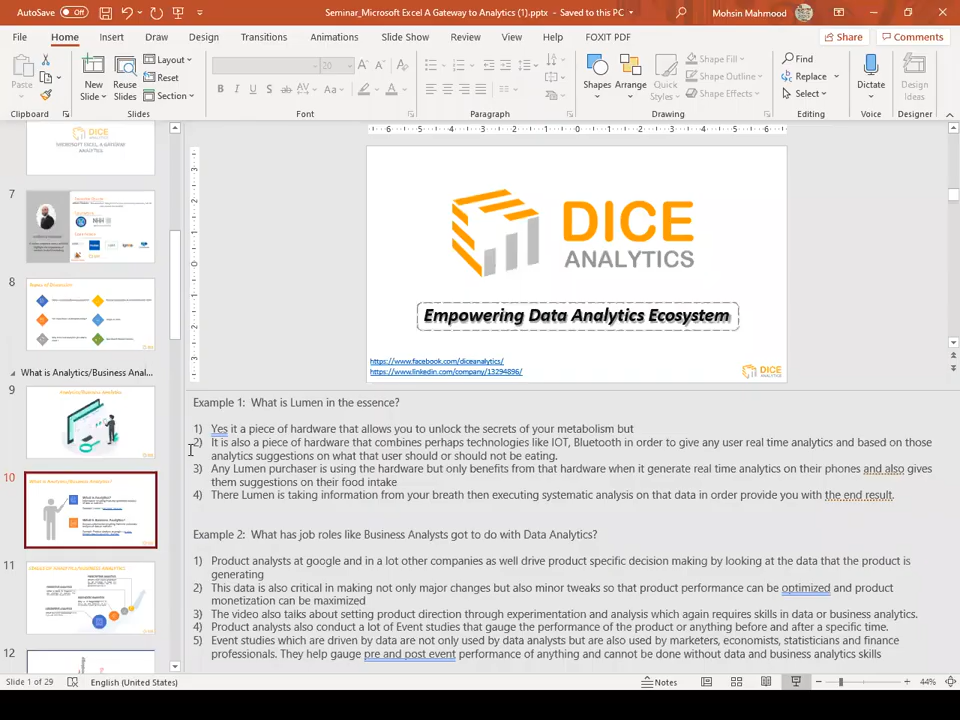 AutoSave Off Seminar_Microsoft Excel A Gateway to Analytics (1).pptx - Saved to this PC Mohsin Mahmood
File Home Insert Draw Design Transitions Animations Slide Show Review View Help FOXIT PDF Share Comments
Paste New Slide Reuse Slides Layout Reset Section 20 Shapes Arrange Quick Styles Shape Fill Shape Outline Shape Effects Find Replace Select Dictate Design Ideas
Clipboard Slides Font Paragraph Drawing Editing Voice Designer
DICE
ANALYTICS
MICROSOFT EXCEL A GATEWAY
ANALYTICS
7
8
What is Analytics/Business Anal...
9
10
11
12
DICE
ANALYTICS
Empowering Data Analytics Ecosystem
https://www.facebook.com/diceanalytics/
https://www.linkedin.com/company/13294896/
DICE
Example 1: What is Lumen in the essence?
1) Yes it a piece of hardware that allows you to unlock the secrets of your metabolism but
2) It is also a piece of hardware that combines perhaps technologies like IOT, Bluetooth in order to give any user real time analytics and based on those
analytics suggestions on what that user should or should not be eating.
3) Any Lumen purchaser is using the hardware but only benefits from that hardware when it generate real time analytics on their phones and also gives
them suggestions on their food intake
4) There Lumen is taking information from your breath then executing systematic analysis on that data in order provide you with the end result.
Example 2: What has job roles like Business Analysts got to do with Data Analytics?
1) Product analysts at google and in a lot other companies as well drive product specific decision making by looking at the data that the product is
generating
2) This data is also critical in making not only major changes but also minor tweaks so that product performance can be optimized and product
monetization can be maximized
3) The video also talks about setting product direction through experimentation and analysis which again requires skills in data or business analytics.
4) Product analysts also conduct a lot of Event studies that gauge the performance of the product or anything before and after a specific time.
5) Event studies which are driven by data are not only used by data analysts but are also used by marketers, economists, statisticians and finance
professionals. They help gauge pre and post event performance of anything and cannot be done without data and business analytics skills
Slide 1 of 29 English (United States) Notes 44%